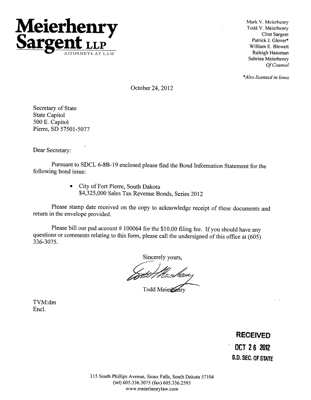 Meierhenry
Sargent LLP
ATTORNEYS AT LAW
Mark V. Meierhenry
Todd V. Meierhenry
Clint Sargent
Patrick J. Glover*
William E. Blewett
Raleigh Hansman
Sabrina Meierhenry
Of Counsel
*Also licensed in Iowa
October 24, 2012
Secretary of State
State Capitol
500 E. Capitol
Pierre, SD 57501-5077
Dear Secretary:
Pursuant to SDCL 6-8B-19 enclosed please find the Bond Information Statement for the
following bond issue:
• City of Fort Pierre, South Dakota
$4,325,000 Sales Tax Revenue Bonds, Series 2012
Please stamp date received on the copy to acknowledge receipt of these documents and
return in the envelope provided.
Please bill our pad account # 100064 for the $10.00 filing fee. If you should have any
questions or comments relating to this form, please call the undersigned of this office at (605)
336-3075.
Sincerely yours,
Todd Meierhenry
TVM:dm
Encl.
RECEIVED
OCT 26 2012
S.D. SEC. OF STATE
315 South Phillips Avenue, Sioux Falls, South Dakota 57104
(tel) 605.336.3075 (fax) 605.336.2593
www.meierhenrylaw.com